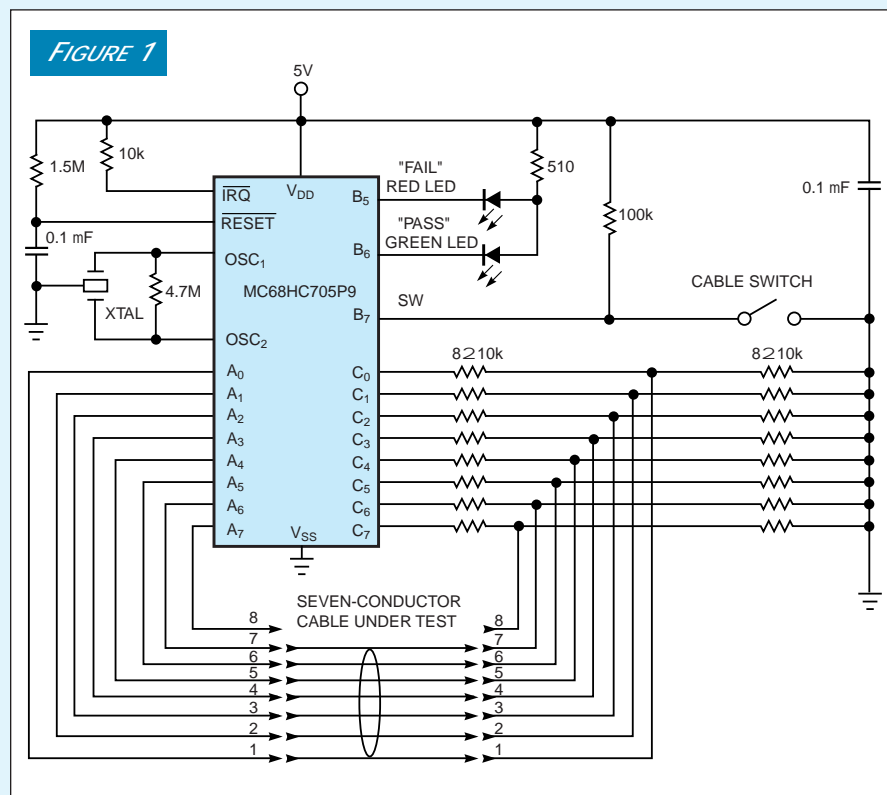 FIGURE 1
5V
1.5M
10k
"FAIL"
RED LED
510
IRQ
VDD
B5
0.1 mF
RESET
"PASS"
GREEN LED
100k
0.1 mF
B6
OSC1
4.7M
MC68HC705P9
SW
CABLE SWITCH
XTAL
B7
OSC2
8⊇10k
8⊇10k
A0
C0
A1
C1
A2
C2
A3
C3
A4
C4
A5
C5
A6
C6
A7
VSS
C7
SEVEN-CONDUCTOR
CABLE UNDER TEST
8
8
7
7
6
6
5
5
4
4
3
3
2
2
1
1